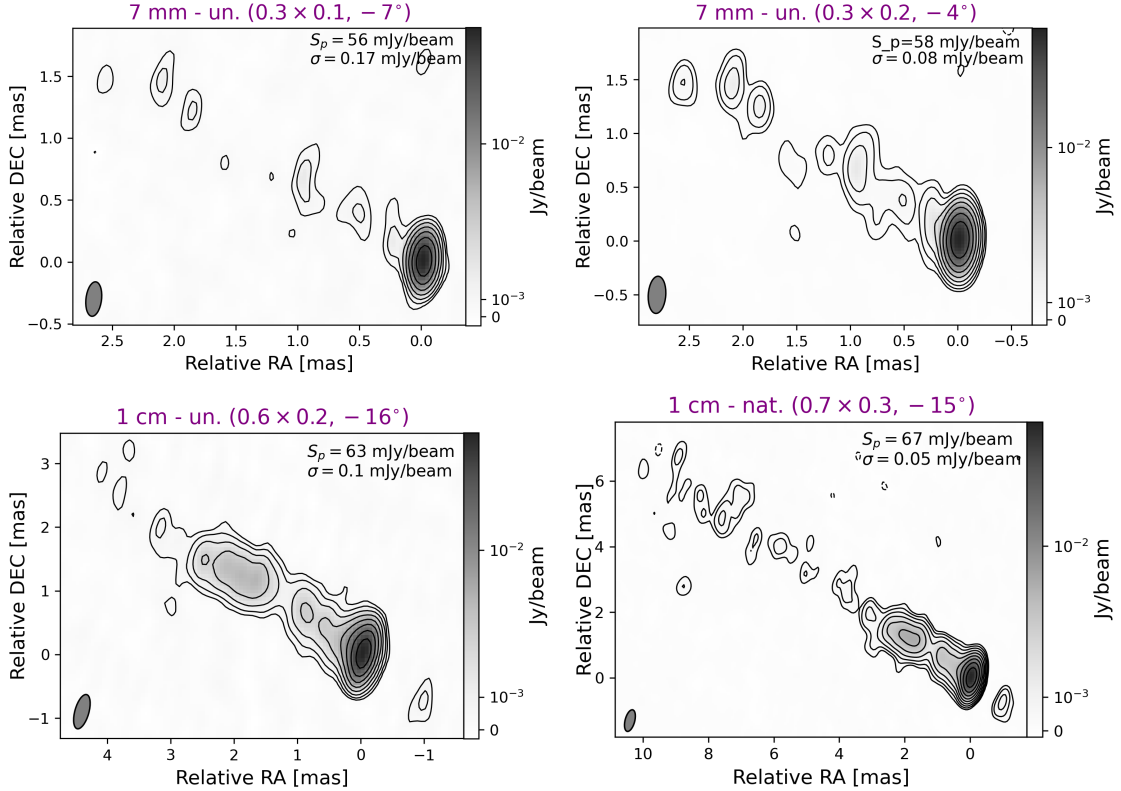 7 mm - un. (0.3 × 0.1, − 7°)
S_p = 56 mJy/beam
σ = 0.17 mJy/beam
Relative DEC [mas]
1.5
1.0
0.5
0.0
−0.5
2.5 2.0 1.5 1.0 0.5 0.0
Relative RA [mas]
10⁻²
10⁻³
0
Jy/beam
7 mm - un. (0.3 × 0.2, − 4°)
S_p=58 mJy/beam
σ = 0.08 mJy/beam
Relative DEC [mas]
1.5
1.0
0.5
0.0
−0.5
2.5 2.0 1.5 1.0 0.5 0.0 −0.5
Relative RA [mas]
10⁻²
10⁻³
0
Jy/beam
1 cm - un. (0.6 × 0.2, − 16°)
S_p = 63 mJy/beam
σ = 0.1 mJy/beam
Relative DEC [mas]
3
2
1
0
−1
4 3 2 1 0 −1
Relative RA [mas]
10⁻²
10⁻³
0
Jy/beam
1 cm - nat. (0.7 × 0.3, − 15°)
S_p = 67 mJy/beam
σ = 0.05 mJy/beam
Relative DEC [mas]
6
4
2
0
10 8 6 4 2 0
Relative RA [mas]
10⁻²
10⁻³
0
Jy/beam